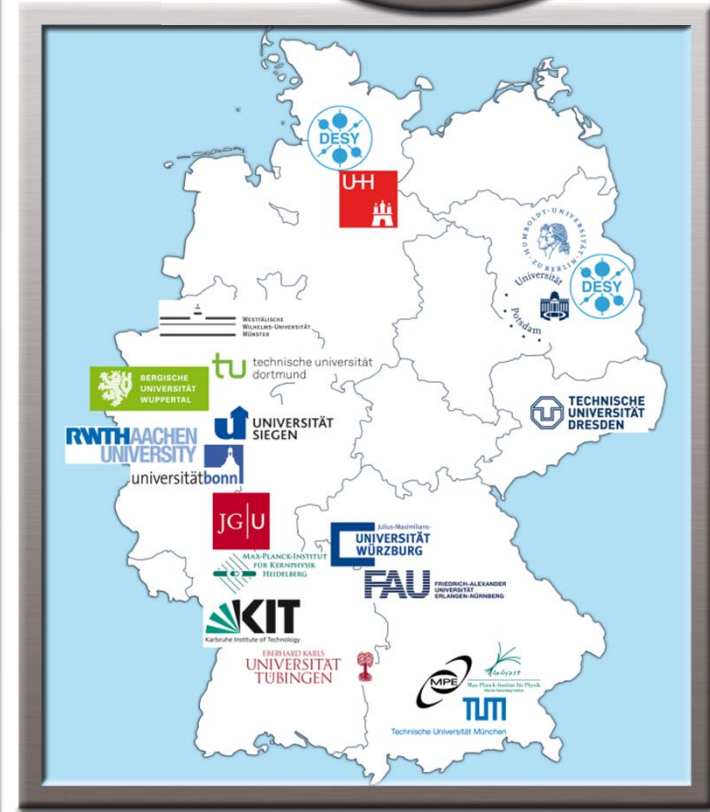 DESY
UHH
HUMBOLDT-UNIVERSITÄT
ZU BERLIN
DESY
Universität
Potsdam
WESTFÄLISCHE
WILHELMS-UNIVERSITÄT
MÜNSTER
tu technische universität
dortmund
BERGISCHE
UNIVERSITÄT
WUPPERTAL
TECHNISCHE
UNIVERSITÄT
DRESDEN
UNIVERSITÄT
SIEGEN
RWTHAACHEN
UNIVERSITY
universitätbonn
JG|U
Julius-Maximilians-
UNIVERSITÄT
WÜRZBURG
MAX-PLANCK-INSTITUT
FÜR KERNPHYSIK
HEIDELBERG
FAU FRIEDRICH-ALEXANDER
UNIVERSITÄT
ERLANGEN-NÜRNBERG
KIT
Karlsruhe Institute of Technology
EBERHARD KARLS
UNIVERSITÄT
TÜBINGEN
MPE
Max-Planck-Institut für Physik
TUM
Technische Universität München